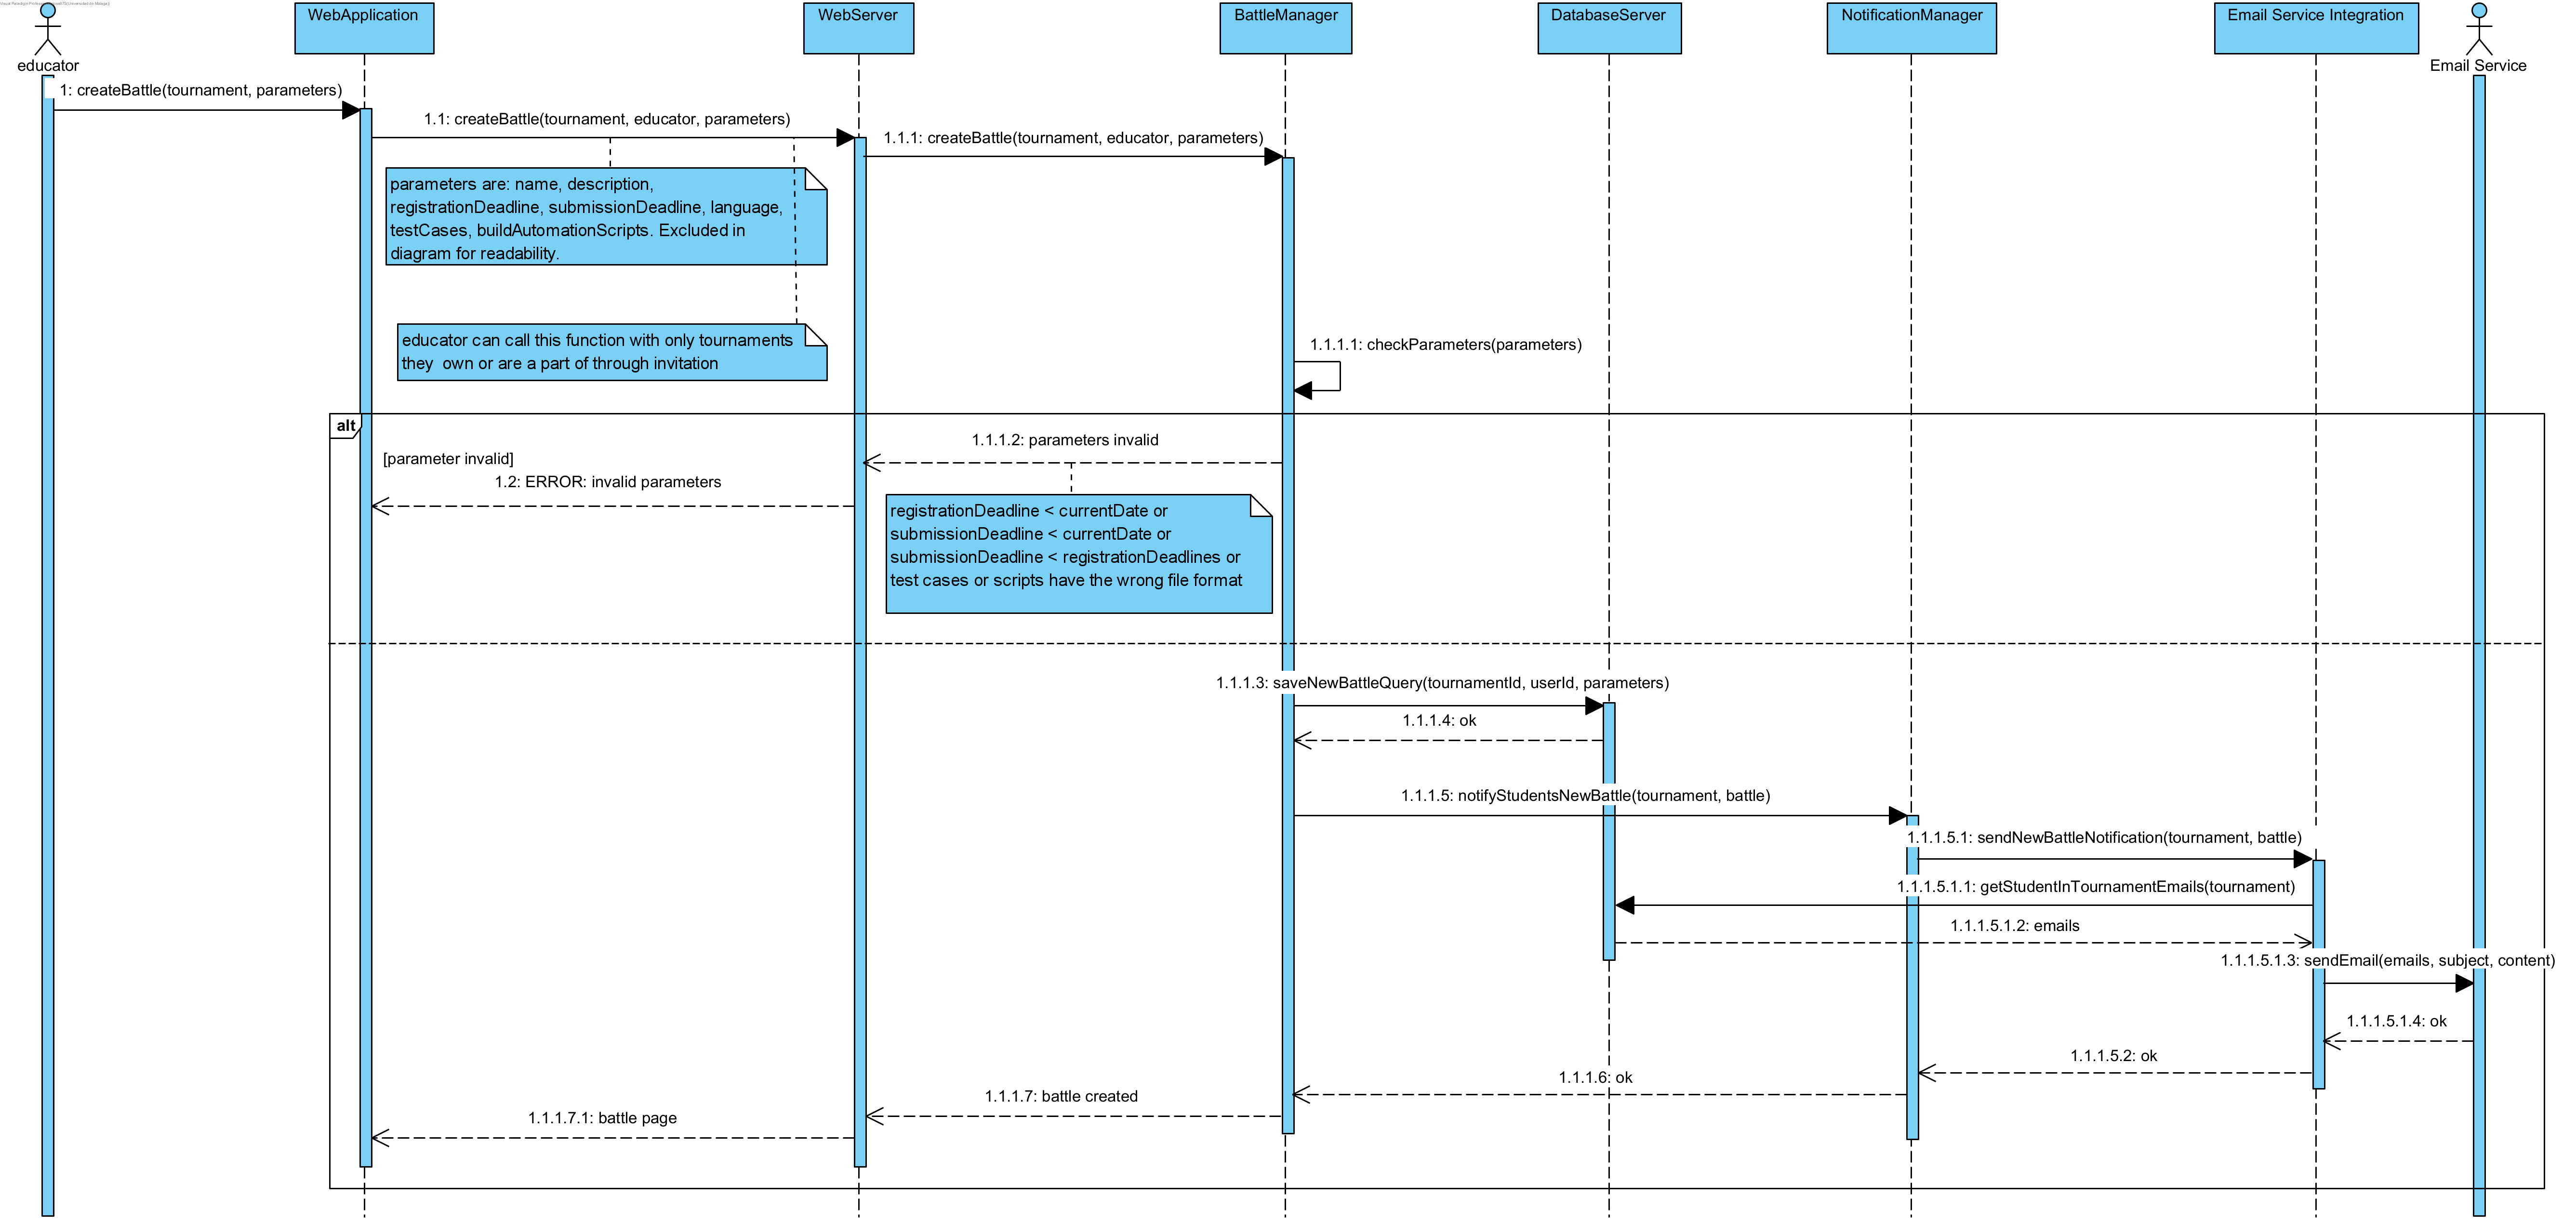 WebApplication
WebServer
BattleManager
DatabaseServer
NotificationManager
Email Service Integration
educator
Email Service
1: createBattle(tournament, parameters)
1.1: createBattle(tournament, educator, parameters)
1.1.1: createBattle(tournament, educator, parameters)
parameters are: name, description,
registrationDeadline, submissionDeadline, language,
testCases, buildAutomationScripts. Excluded in
diagram for readability.
educator can call this function with only tournaments
they own or are a part of through invitation
1.1.1.1: checkParameters(parameters)
alt
1.1.1.2: parameters invalid
[parameter invalid]
1.2: ERROR: invalid parameters
registrationDeadline < currentDate or
submissionDeadline < currentDate or
submissionDeadline < registrationDeadlines or
test cases or scripts have the wrong file format
1.1.1.3: saveNewBattleQuery(tournamentId, userId, parameters)
1.1.1.4: ok
1.1.1.5: notifyStudentsNewBattle(tournament, battle)
1.1.1.5.1: sendNewBattleNotification(tournament, battle)
1.1.1.5.1.1: getStudentInTournamentEmails(tournament)
1.1.1.5.1.2: emails
1.1.1.5.1.3: sendEmail(emails, subject, content)
1.1.1.5.1.4: ok
1.1.1.5.2: ok
1.1.1.6: ok
1.1.1.7: battle created
1.1.1.7.1: battle page